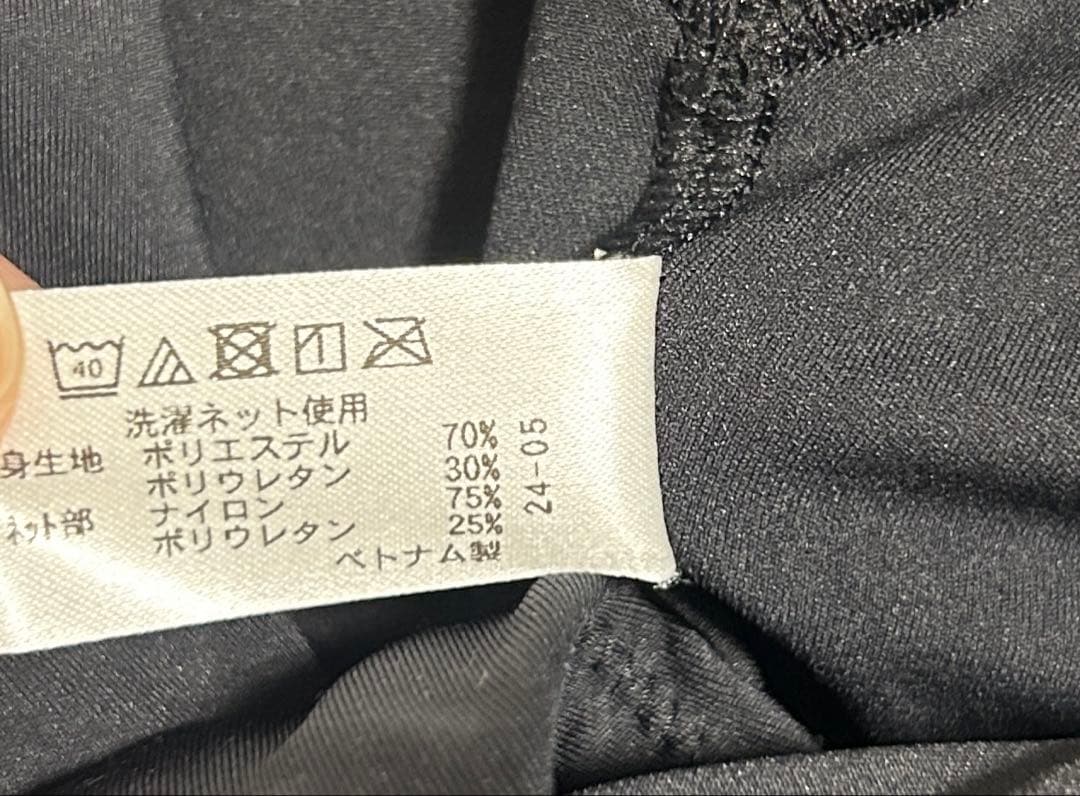 40
洗濯ネット使用
身生地 ポリエステル 70%
ポリウレタン 30%
ネット部 ナイロン 75%
ポリウレタン 25%
ベトナム製
24-05